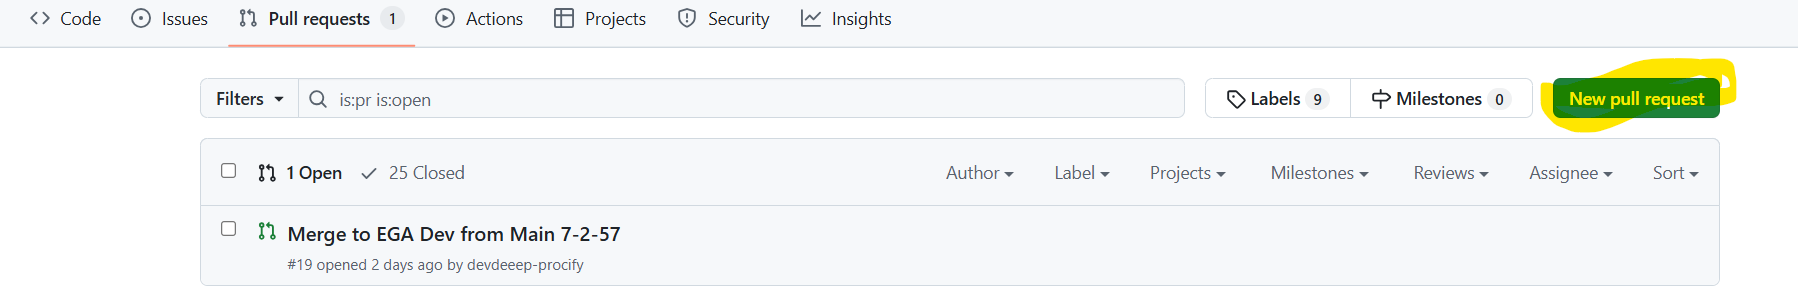 Code Issues Pull requests 1 Actions Projects Security Insights
Filters is:pr is:open Labels 9 Milestones 0 New pull request
1 Open 25 Closed Author Label Projects Milestones Reviews Assignee Sort
Merge to EGA Dev from Main 7-2-57
#19 opened 2 days ago by devdeeep-procify